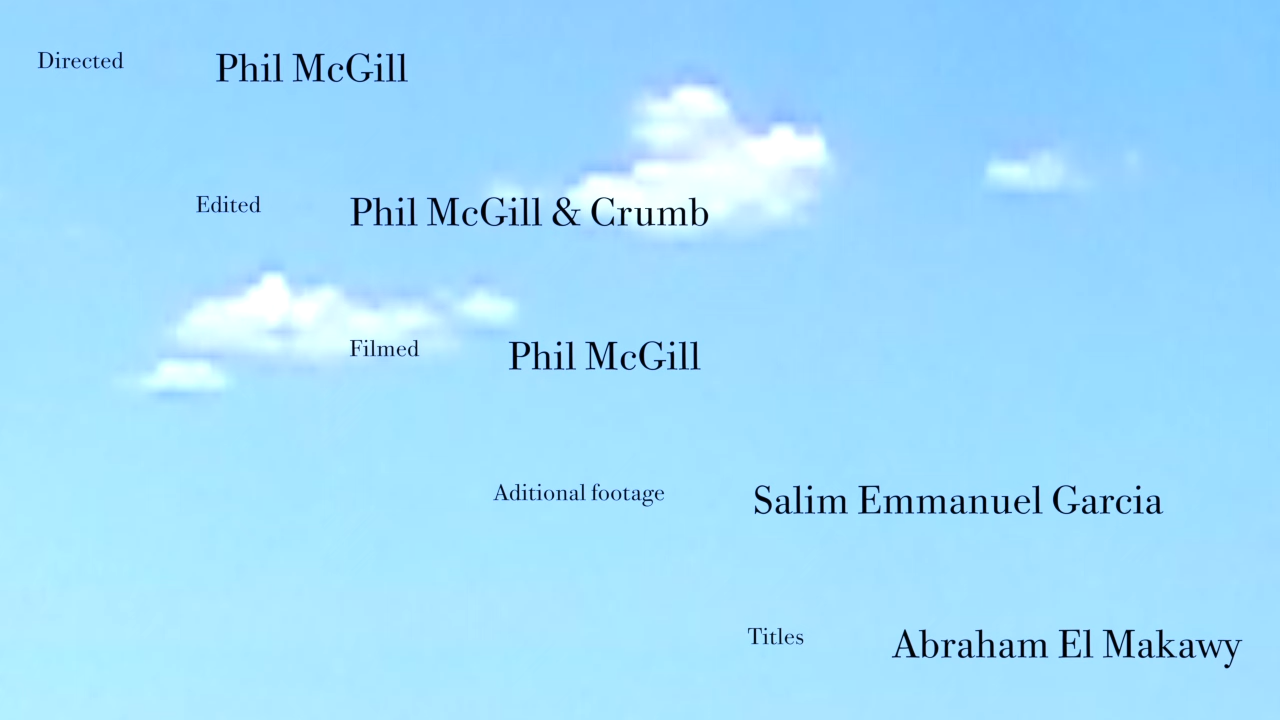 Directed Phil McGill
Edited Phil McGill & Crumb
Filmed Phil McGill
Aditional footage Salim Emmanuel Garcia
Titles Abraham El Makawy